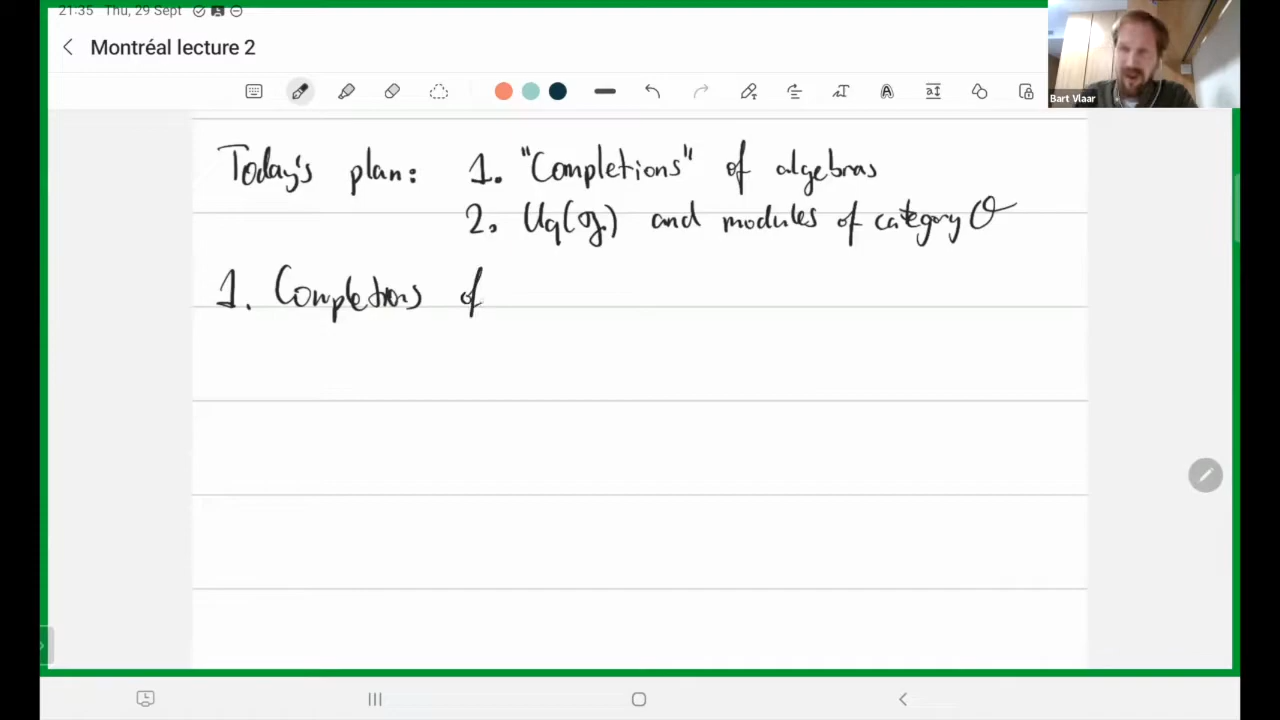 21:35 Thu, 29 Sept
Montréal lecture 2
Bart Vlaar
Today's plan: 1. "Completions" of algebras
2. Uq(𝔤) and modules of category O
1. Completions of